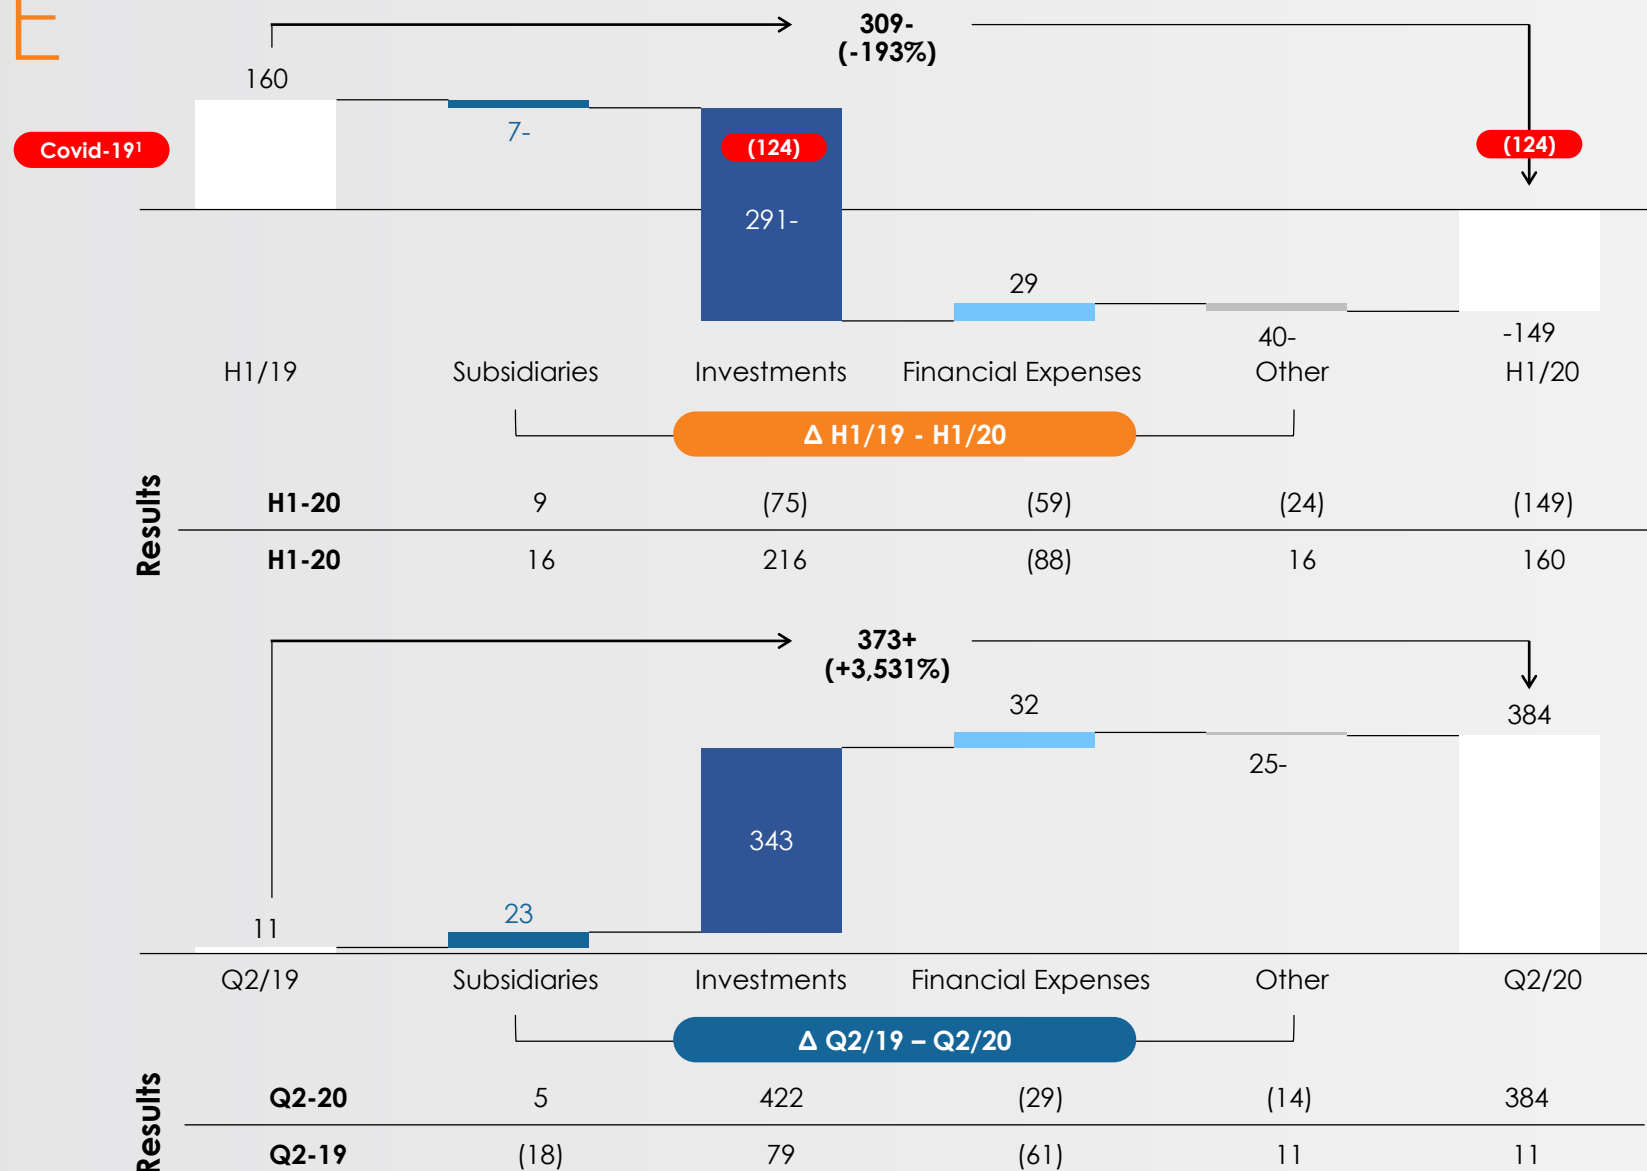 E
309-
(-193%)
160
Covid-19¹
7-
(124)
(124)
291-
29
40-
-149
H1/19 Subsidiaries Investments Financial Expenses Other H1/20
Δ H1/19 - H1/20
Results
H1-20 9 (75) (59) (24) (149)
H1-20 16 216 (88) 16 160
373+
(+3,531%)
32
384
25-
343
23
11
Q2/19 Subsidiaries Investments Financial Expenses Other Q2/20
Δ Q2/19 – Q2/20
Results
Q2-20 5 422 (29) (14) 384
Q2-19 (18) 79 (61) 11 11